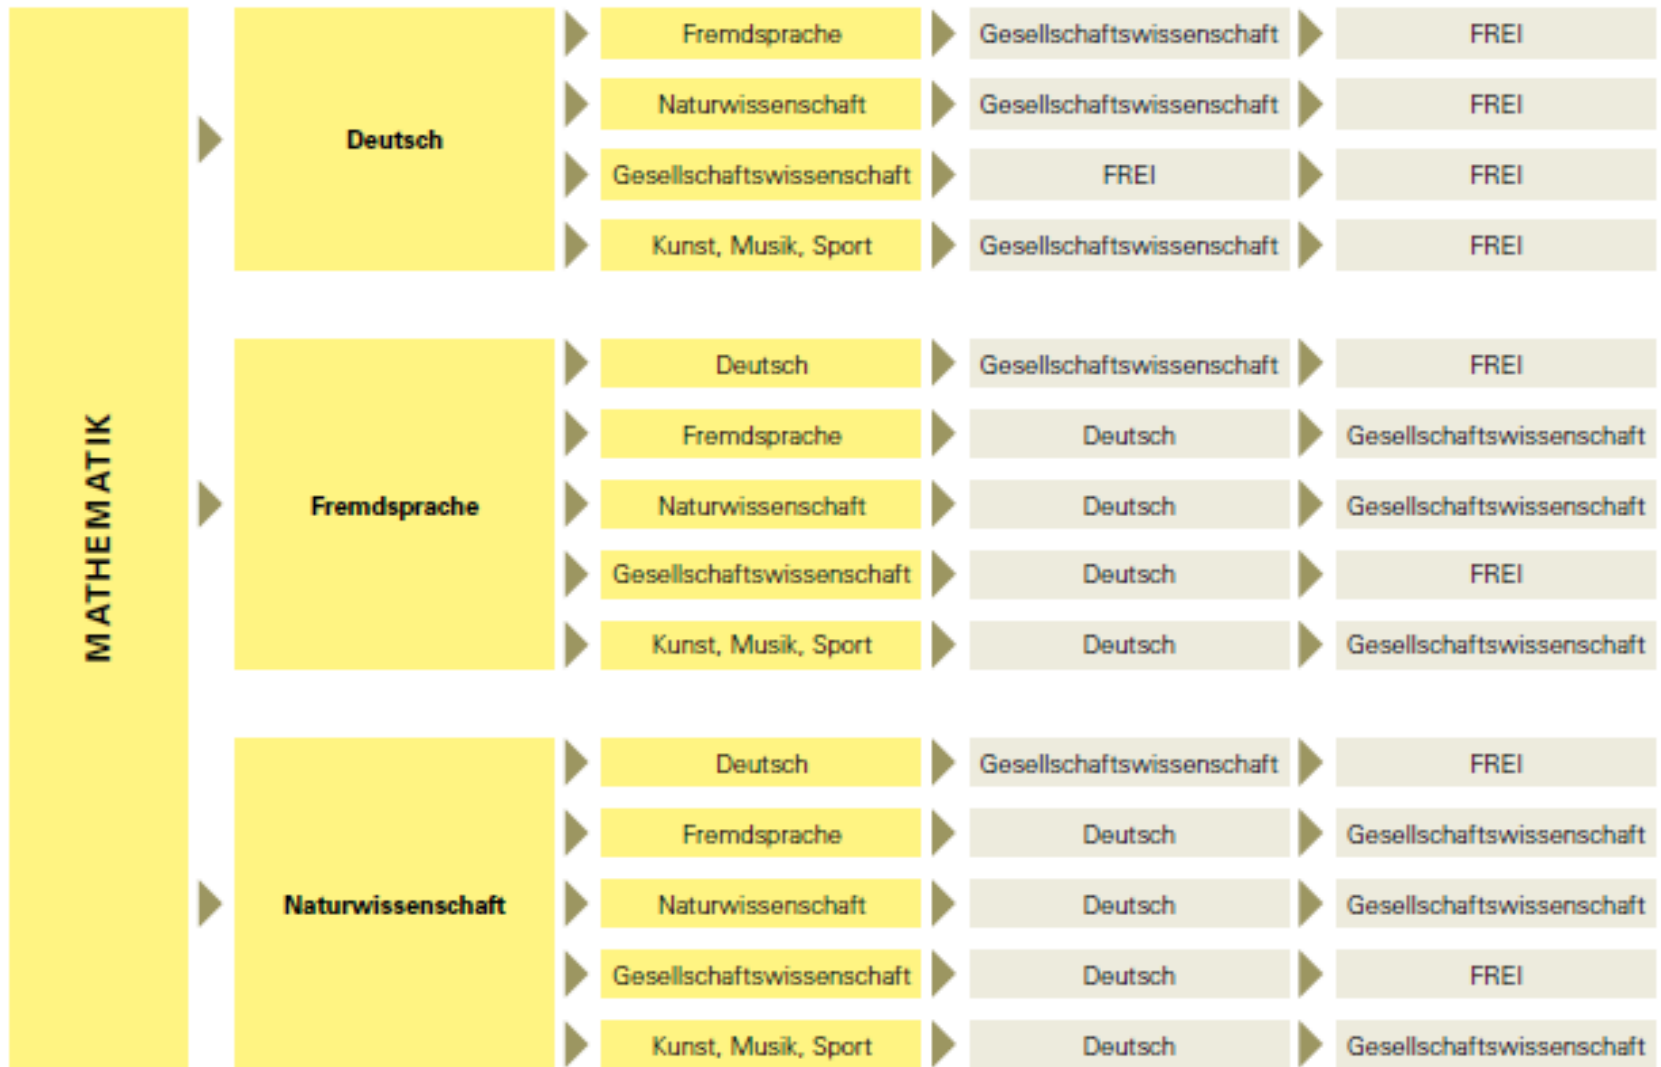 MATHEMATIK
Deutsch
Fremdsprache Gesellschaftswissenschaft FREI
Naturwissenschaft Gesellschaftswissenschaft FREI
Gesellschaftswissenschaft FREI FREI
Kunst, Musik, Sport Gesellschaftswissenschaft FREI
Fremdsprache
Deutsch Gesellschaftswissenschaft FREI
Fremdsprache Deutsch Gesellschaftswissenschaft
Naturwissenschaft Deutsch Gesellschaftswissenschaft
Gesellschaftswissenschaft Deutsch FREI
Kunst, Musik, Sport Deutsch Gesellschaftswissenschaft
Naturwissenschaft
Deutsch Gesellschaftswissenschaft FREI
Fremdsprache Deutsch Gesellschaftswissenschaft
Naturwissenschaft Deutsch Gesellschaftswissenschaft
Gesellschaftswissenschaft Deutsch FREI
Kunst, Musik, Sport Deutsch Gesellschaftswissenschaft